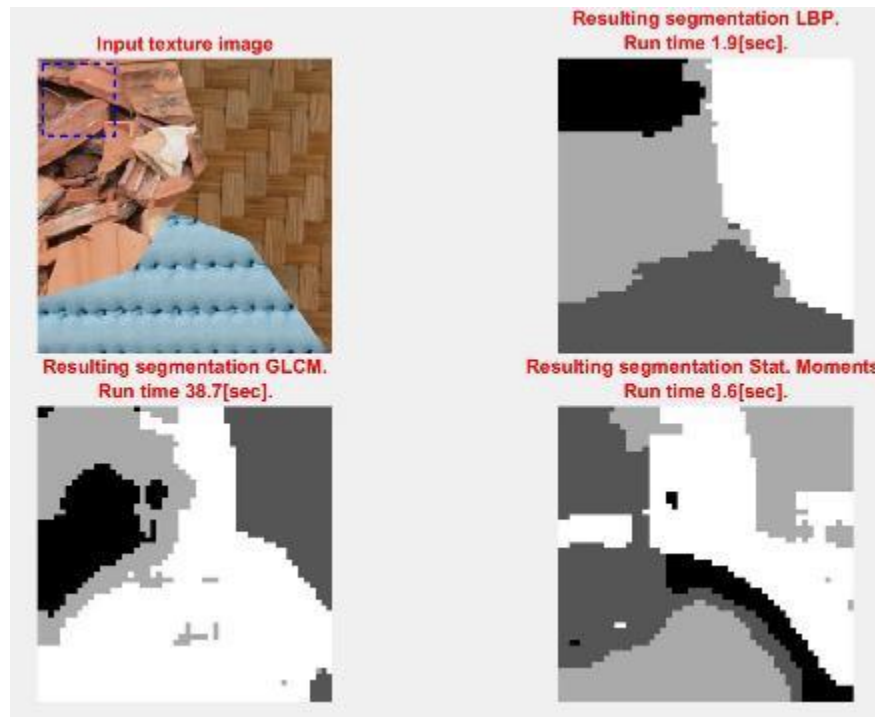 Input texture image
Resulting segmentation LBP.
Run time 1.9[sec].
Resulting segmentation GLCM.
Run time 38.7[sec].
Resulting segmentation Stat. Moments
Run time 8.6[sec].